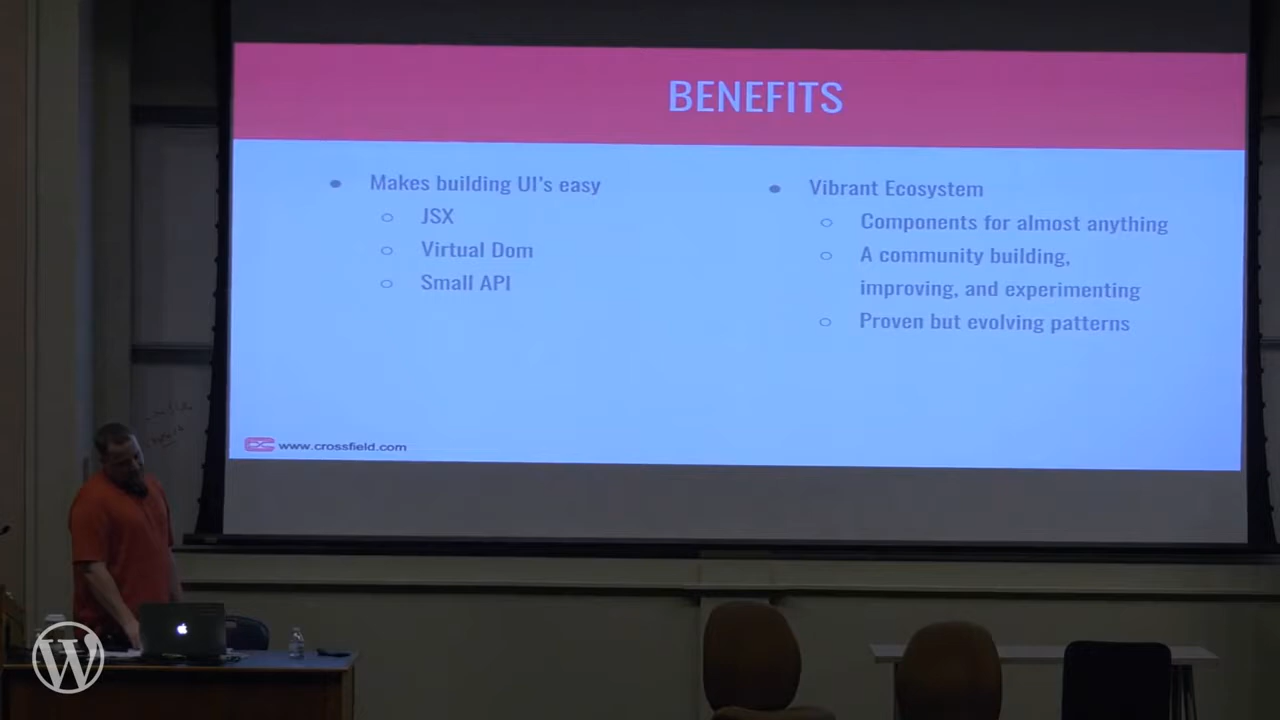 BENEFITS
Makes building UI's easy
JSX
Virtual Dom
Small API
Vibrant Ecosystem
Components for almost anything
A community building,
improving, and experimenting
Proven but evolving patterns
www.crossfield.com